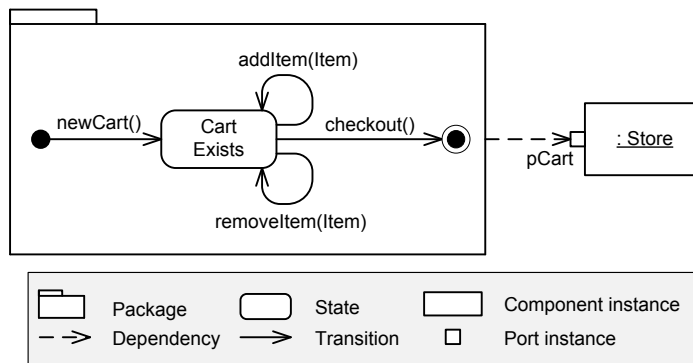 addItem(Item)
newCart()
Cart
Exists
checkout()
: Store
pCart
removeItem(Item)
Package
State
Component instance
Dependency
Transition
Port instance